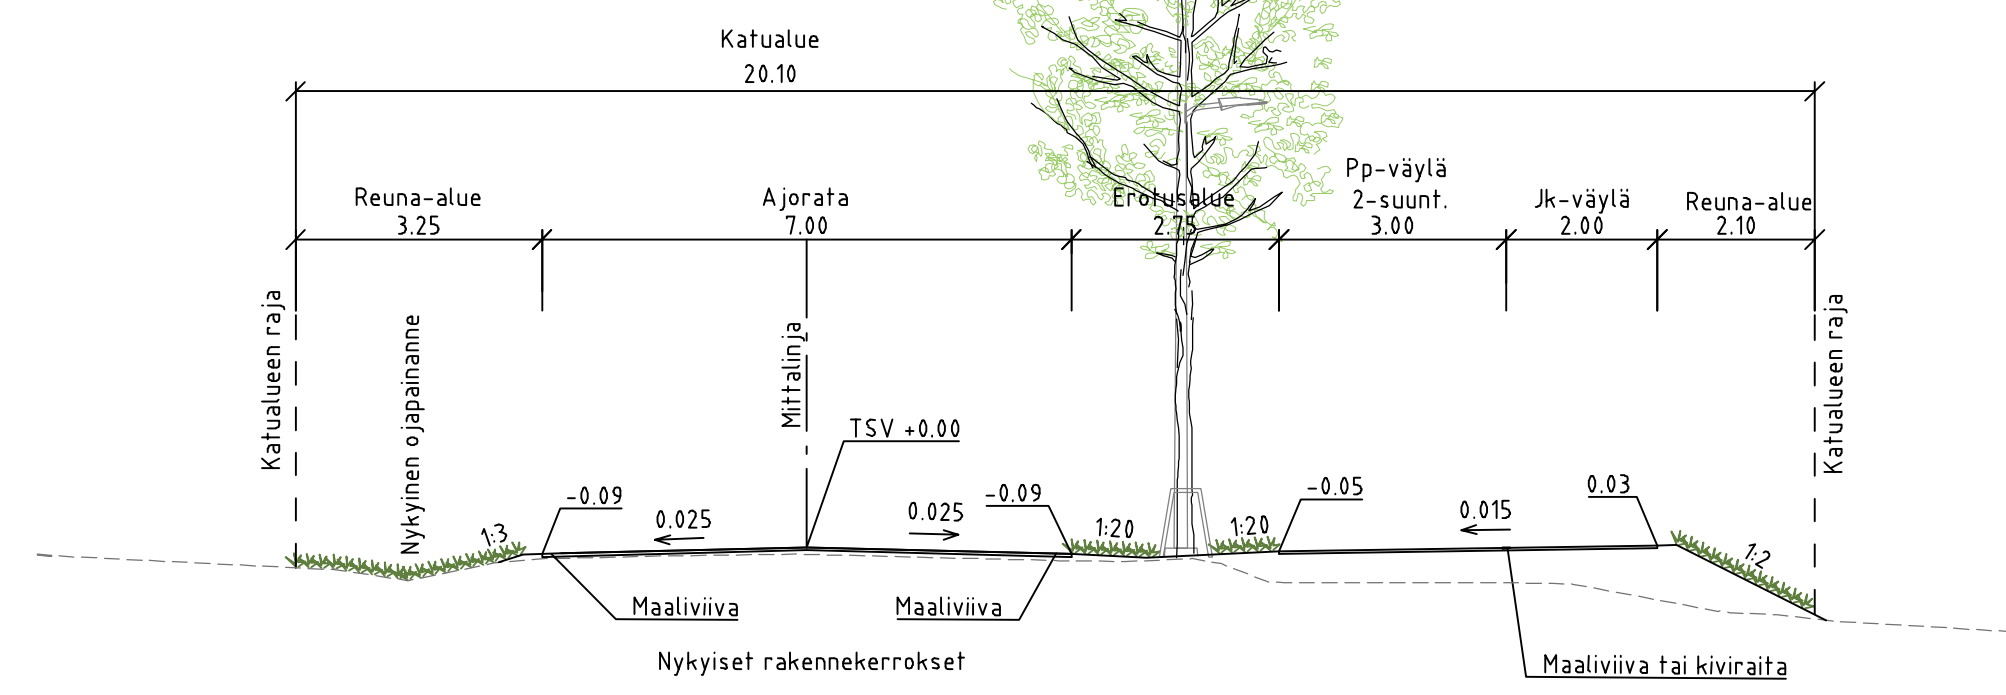 Katualue
20.10
Reuna-alue
3.25
Ajorata
7.00
Erotusalue
2.75
Pp-väylä
2-suunt.
3.00
Jk-väylä
2.00
Reuna-alue
2.10
Katualueen raja
Nykyinen ojapainanne
Mittalinja
Katualueen raja
TSV +0.00
-0.09
-0.09
-0.05
0.03
1:3
0.025
0.025
1:20
1:20
0.015
1:2
Maaliviiva
Maaliviiva
Nykyiset rakennekerrokset
Maaliviiva tai kiviraita